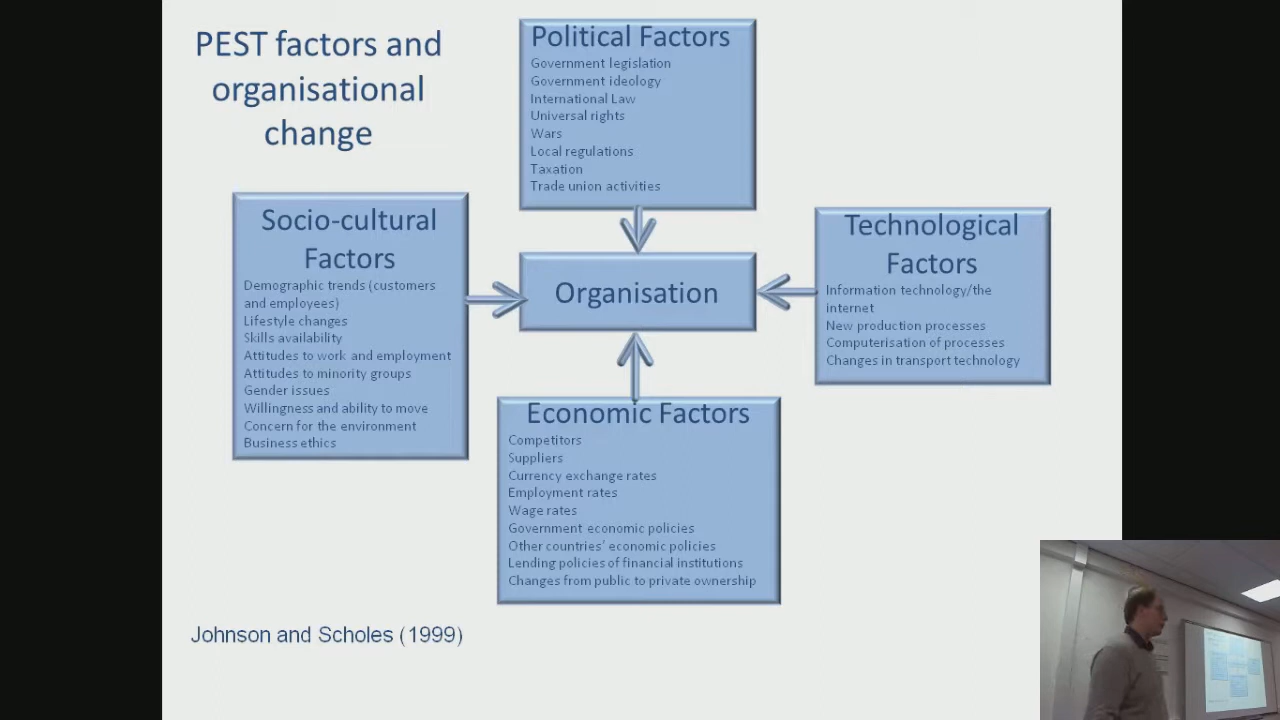 PEST factors and
organisational
change
Political Factors
Government legislation
Government ideology
International Law
Universal rights
Wars
Local regulations
Taxation
Trade union activities
Socio-cultural
Factors
Demographic trends (customers
and employees)
Lifestyle changes
Skills availability
Attitudes to work and employment
Attitudes to minority groups
Gender issues
Willingness and ability to move
Concern for the environment
Business ethics
Organisation
Technological
Factors
Information technology/the
internet
New production processes
Computerisation of processes
Changes in transport technology
Economic Factors
Competitors
Suppliers
Currency exchange rates
Employment rates
Wage rates
Government economic policies
Other countries' economic policies
Lending policies of financial institutions
Changes from public to private ownership
Johnson and Scholes (1999)